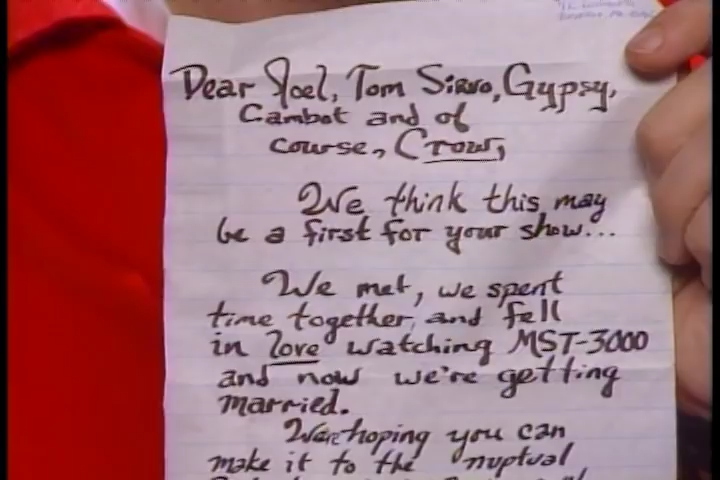 Dear Joel, Tom Sirvo, Gypsy,
Cambot and of
course, Crow,
We think this may
be a first for your show...
We met, we spent
time together, and fell
in love watching MST-3000
and now we're getting
married.
We're hoping you can
make it to the nuptual